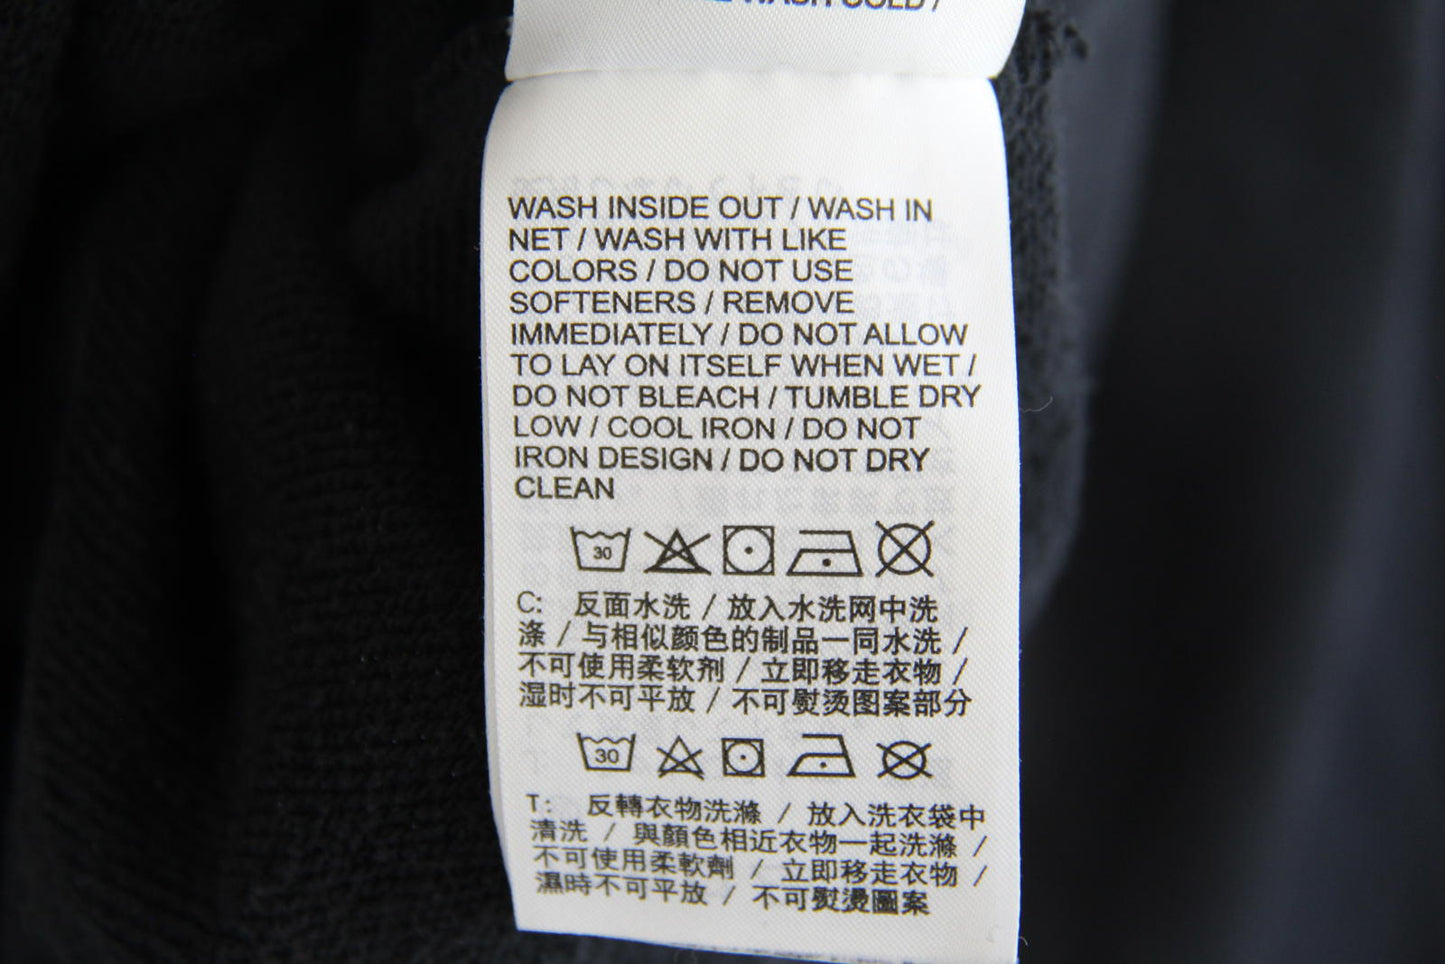 WASH COLD /
WASH INSIDE OUT / WASH IN
NET / WASH WITH LIKE
COLORS / DO NOT USE
SOFTENERS / REMOVE
IMMEDIATELY / DO NOT ALLOW
TO LAY ON ITSELF WHEN WET /
DO NOT BLEACH / TUMBLE DRY
LOW / COOL IRON / DO NOT
IRON DESIGN / DO NOT DRY
CLEAN
30
C: 反面水洗 / 放入水洗网中洗
涤 / 与相似颜色的制品一同水洗 /
不可使用柔软剂 / 立即移走衣物 /
湿时不可平放 / 不可熨烫图案部分
30
T: 反轉衣物洗滌 / 放入洗衣袋中
清洗 / 與顏色相近衣物一起洗滌 /
不可使用柔軟劑 / 立即移走衣物 /
濕時不可平放 / 不可熨燙圖案